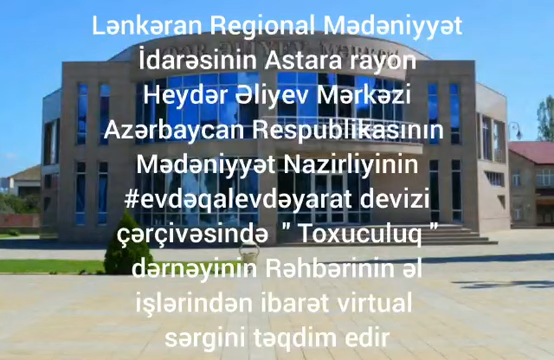 Lənkəran Regional Mədəniyyət
İdarəsinin Astara rayon
Heydər Əliyev Mərkəzi
Azərbaycan Respublikasının
Mədəniyyət Nazirliyinin
#evdəqalevdəyarat devizi
çərçivəsində " Toxuculuq "
dərnəyinin Rəhbərinin əl
işlərindən ibarət virtual
sərgini təqdim edir